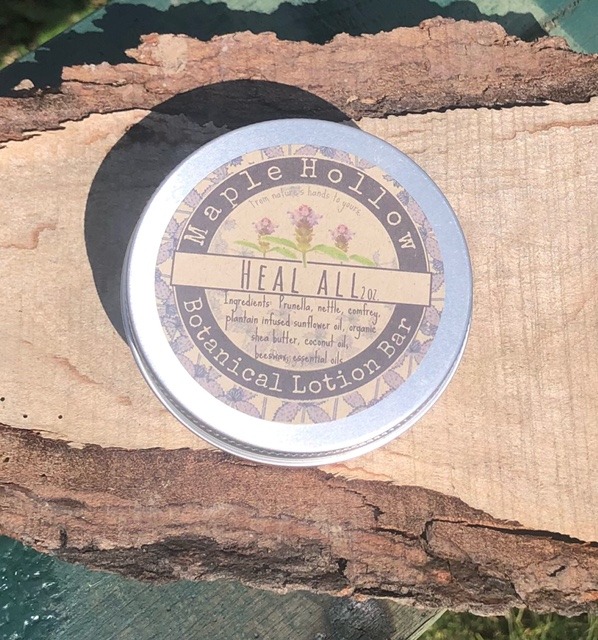 Maple Hollow
from nature's hands to yours
HEAL ALL 2 oz
Ingredients: Prunella, nettle, comfrey,
plantain infused sunflower oil, organic
shea butter, coconut oil,
beeswax, essential oils
Botanical Lotion Bar